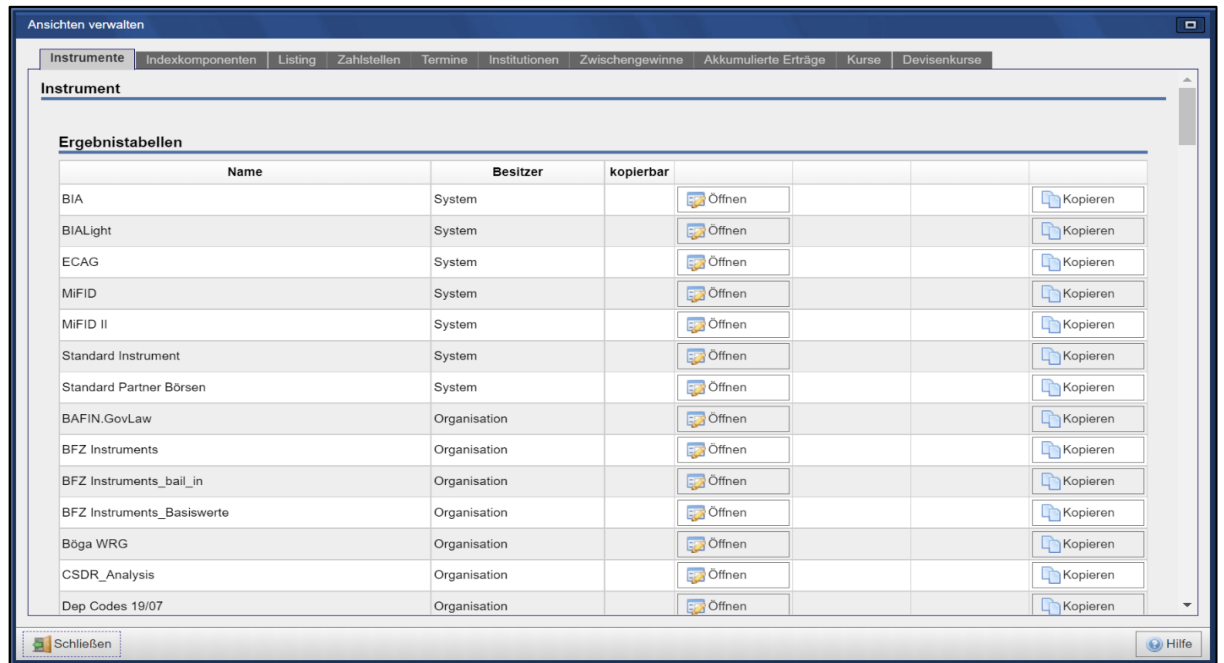 Ansichten verwalten
Instrumente Indexkomponenten Listing Zahlstellen Termine Institutionen Zwischengewinne Akkumulierte Erträge Kurse Devisenkurse
Instrument
Ergebnistabellen
Name Besitzer kopierbar
BIA System Öffnen Kopieren
BIALight System Öffnen Kopieren
ECAG System Öffnen Kopieren
MiFID System Öffnen Kopieren
MiFID II System Öffnen Kopieren
Standard Instrument System Öffnen Kopieren
Standard Partner Börsen System Öffnen Kopieren
BAFIN.GovLaw Organisation Öffnen Kopieren
BFZ Instruments Organisation Öffnen Kopieren
BFZ Instruments_bail_in Organisation Öffnen Kopieren
BFZ Instruments_Basiswerte Organisation Öffnen Kopieren
Böga WRG Organisation Öffnen Kopieren
CSDR_Analysis Organisation Öffnen Kopieren
Dep Codes 19/07 Organisation Öffnen Kopieren
Schließen Hilfe